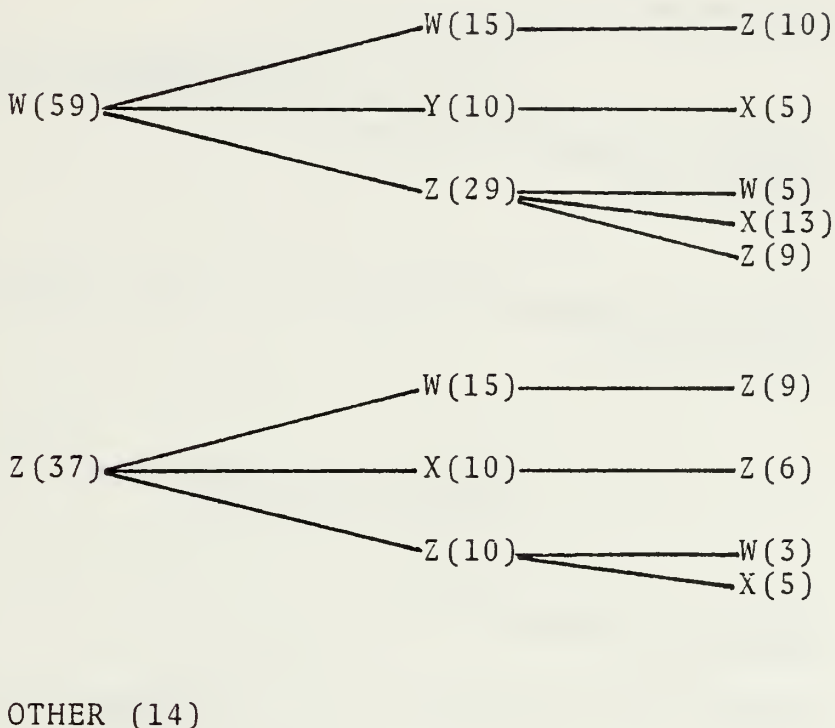 W(15) Z(10)
W(59) Y(10) X(5)
Z(29) W(5)
X(13)
Z(9)
W(15) Z(9)
Z(37) X(10) Z(6)
Z(10) W(3)
X(5)
OTHER (14)